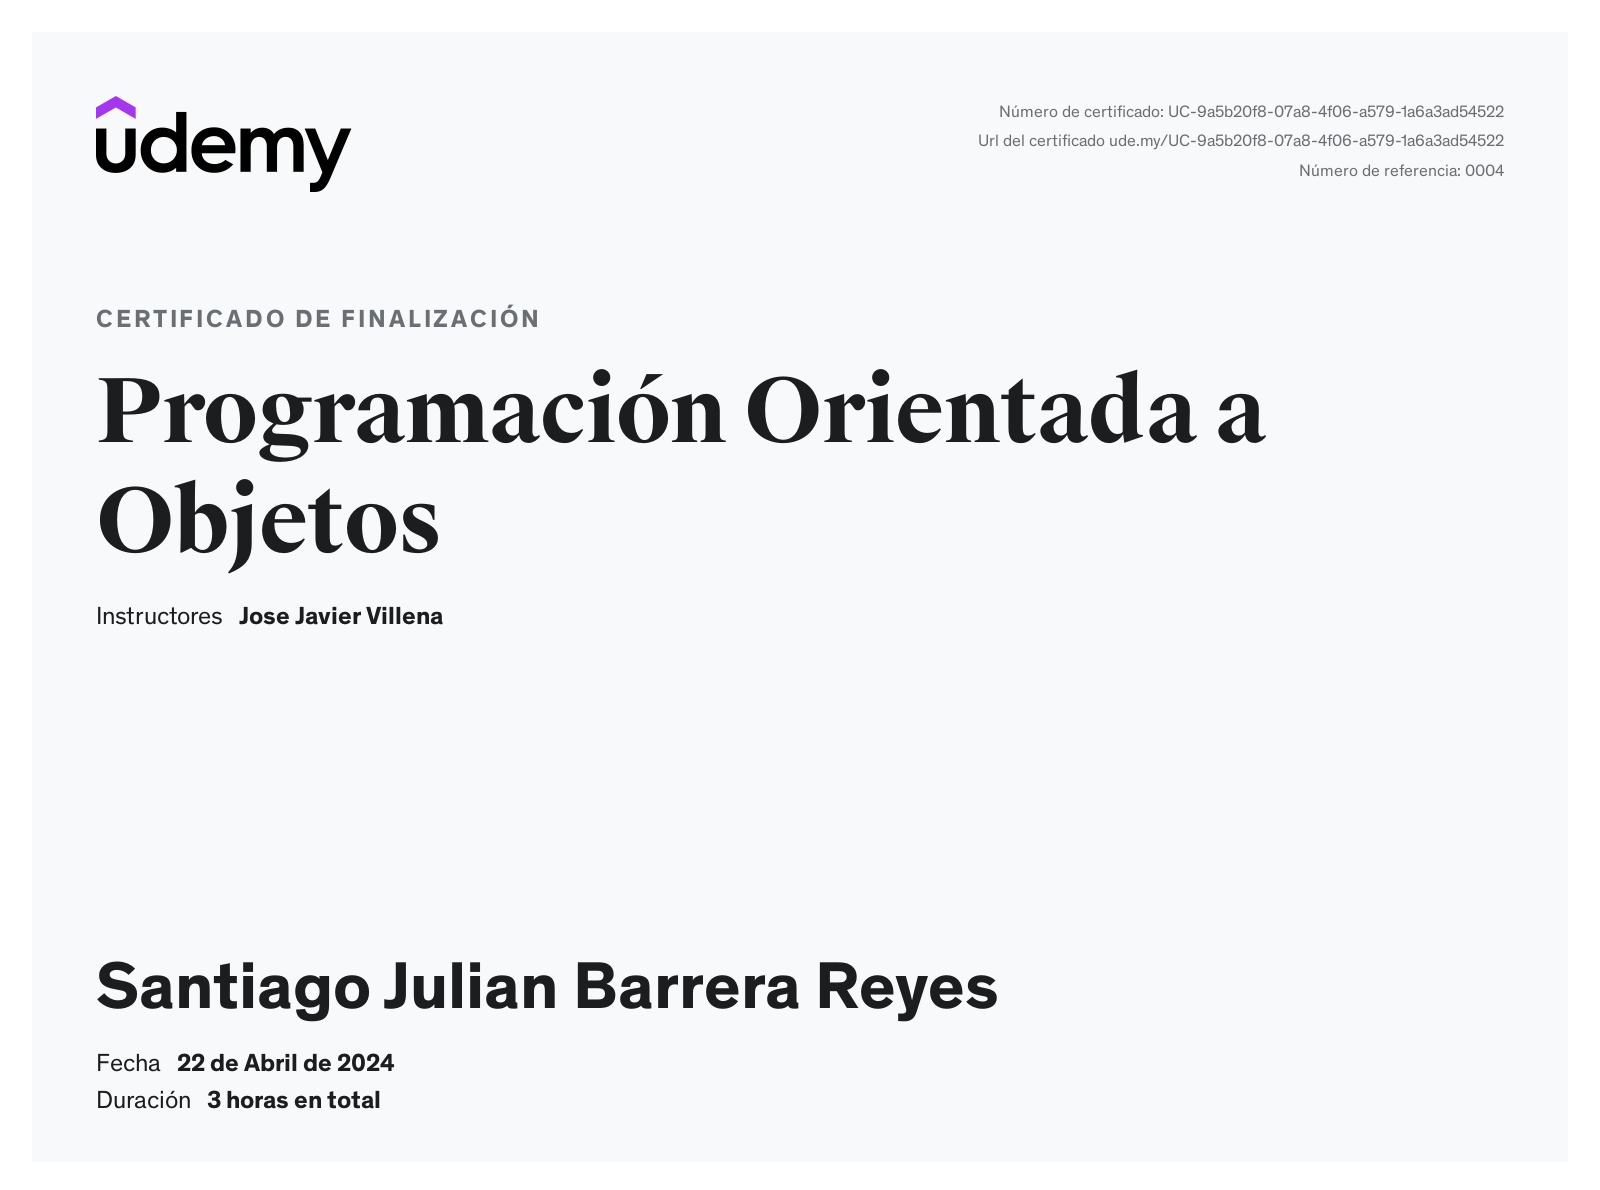 udemy
Número de certificado: UC-9a5b20f8-07a8-4f06-a579-1a6a3ad54522
Url del certificado ude.my/UC-9a5b20f8-07a8-4f06-a579-1a6a3ad54522
Número de referencia: 0004
CERTIFICADO DE FINALIZACIÓN
Programación Orientada a
Objetos
Instructores Jose Javier Villena
Santiago Julian Barrera Reyes
Fecha 22 de Abril de 2024
Duración 3 horas en total